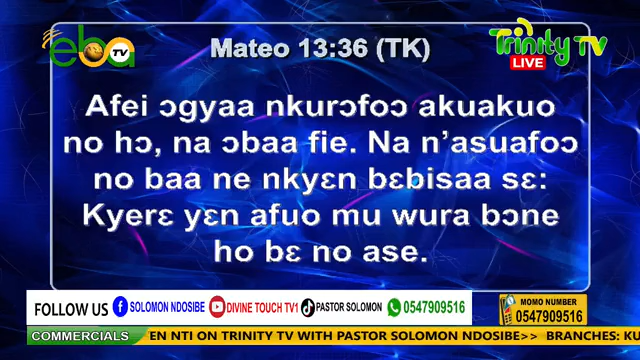 eba TV
Mateo 13:36 (TK)
Trinity TV
LIVE
Afei ɔgyaa nkurɔfoɔ akuakuo
no hɔ, na ɔbaa fie. Na n’asuafoɔ
no baa ne nkyɛn bɛbisaa sɛ:
Kyerɛ yɛn afuo mu wura bɔne
ho bɛ no ase.
FOLLOW US SOLOMON NDOSIBE DIVINE TOUCH TV1 PASTOR SOLOMON 0547909516
MOMO NUMBER
0547909516
COMMERCIALS EN NTI ON TRINITY TV WITH PASTOR SOLOMON NDOSIBE>> BRANCHES: KU